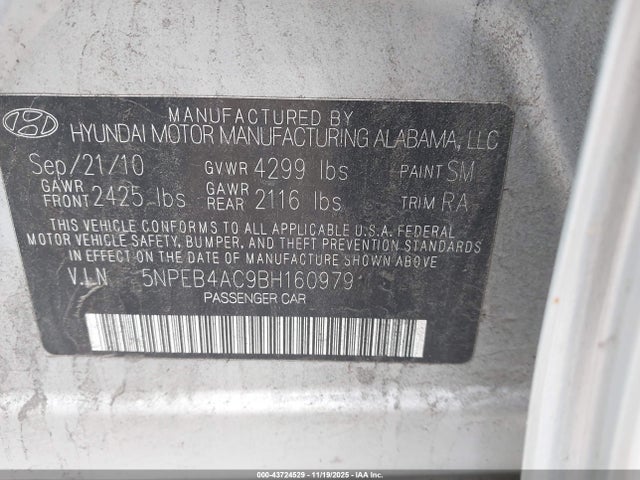 MANUFACTURED BY
HYUNDAI MOTOR MANUFACTURING ALABAMA, LLC
Sep/21/10 GVWR 4299 lbs PAINT SM
GAWR FRONT 2425 lbs GAWR REAR 2116 lbs TRIM RA
THIS VEHICLE CONFORMS TO ALL APPLICABLE U.S.A. FEDERAL
MOTOR VEHICLE SAFETY, BUMPER, AND THEFT PREVENTION STANDARDS
IN EFFECT ON THE DATE OF MANUFACTURE SHOWN ABOVE.
V.I.N 5NPEB4AC9BH160979
PASSENGER CAR
000-43724529 - 11/19/2025 - IAA Inc.